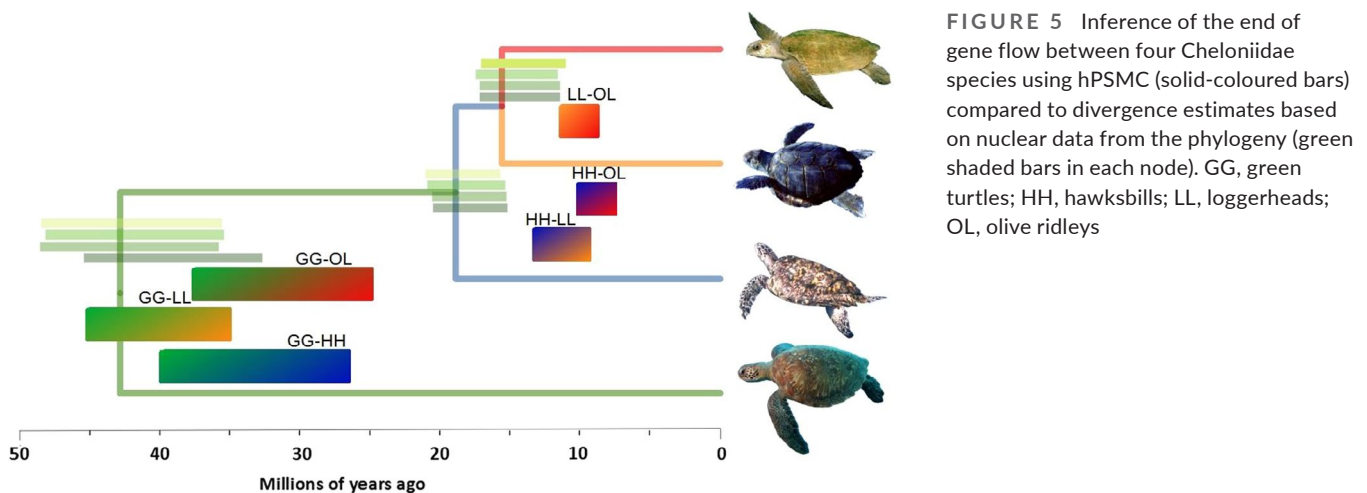 LL-OL
HH-OL
HH-LL
GG-OL
GG-LL
GG-HH
50 40 30 20 10 0
Millions of years ago
FIGURE 5 Inference of the end of
gene flow between four Cheloniidae
species using hPSMC (solid-coloured bars)
compared to divergence estimates based
on nuclear data from the phylogeny (green
shaded bars in each node). GG, green
turtles; HH, hawksbills; LL, loggerheads;
OL, olive ridleys